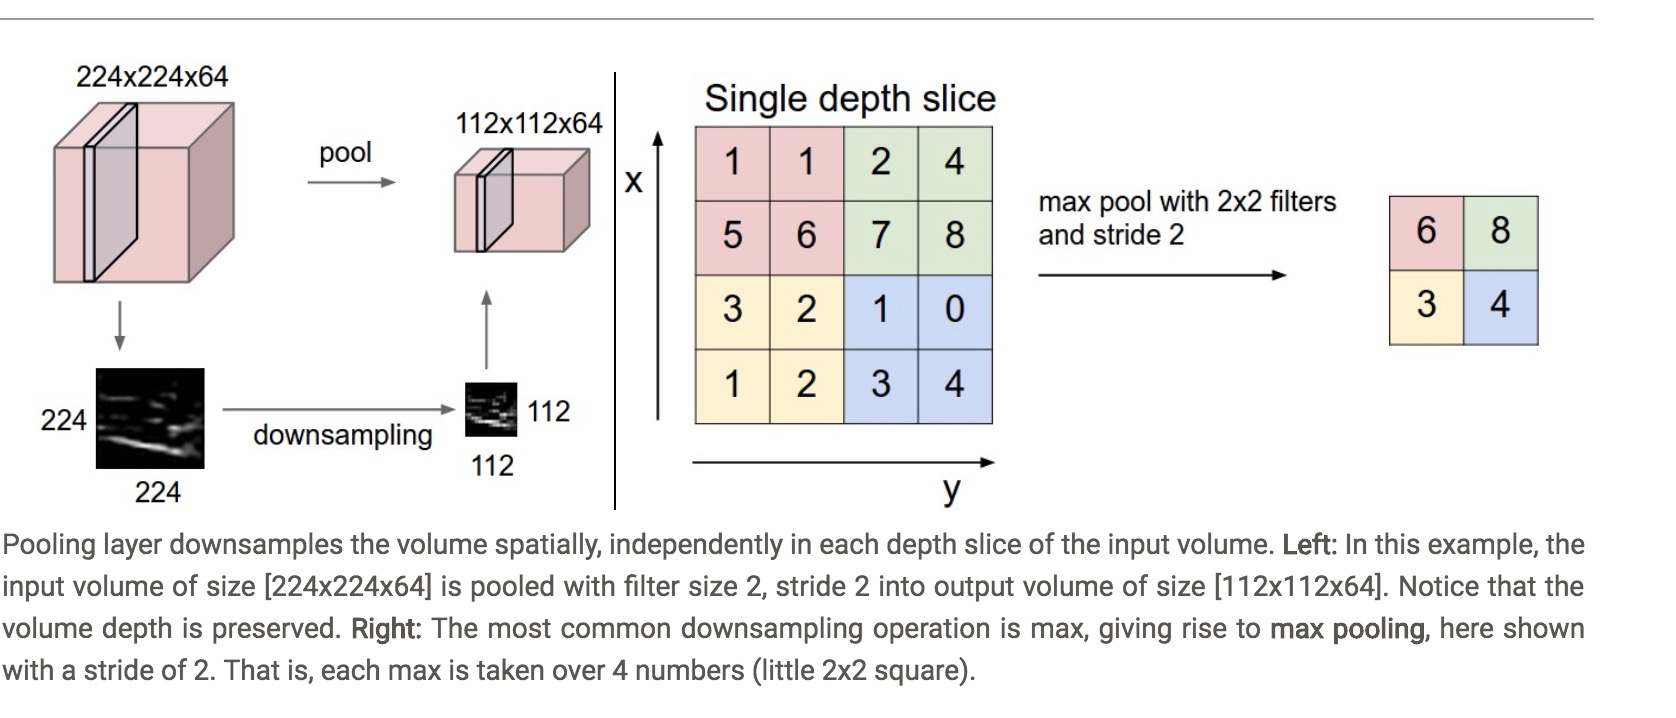 224x224x64
pool
112x112x64
224
224
downsampling
112
112
Single depth slice
x
1 1 2 4
5 6 7 8
3 2 1 0
1 2 3 4
y
max pool with 2x2 filters
and stride 2
6 8
3 4
Pooling layer downsamples the volume spatially, independently in each depth slice of the input volume. Left: In this example, the
input volume of size [224x224x64] is pooled with filter size 2, stride 2 into output volume of size [112x112x64]. Notice that the
volume depth is preserved. Right: The most common downsampling operation is max, giving rise to max pooling, here shown
with a stride of 2. That is, each max is taken over 4 numbers (little 2x2 square).